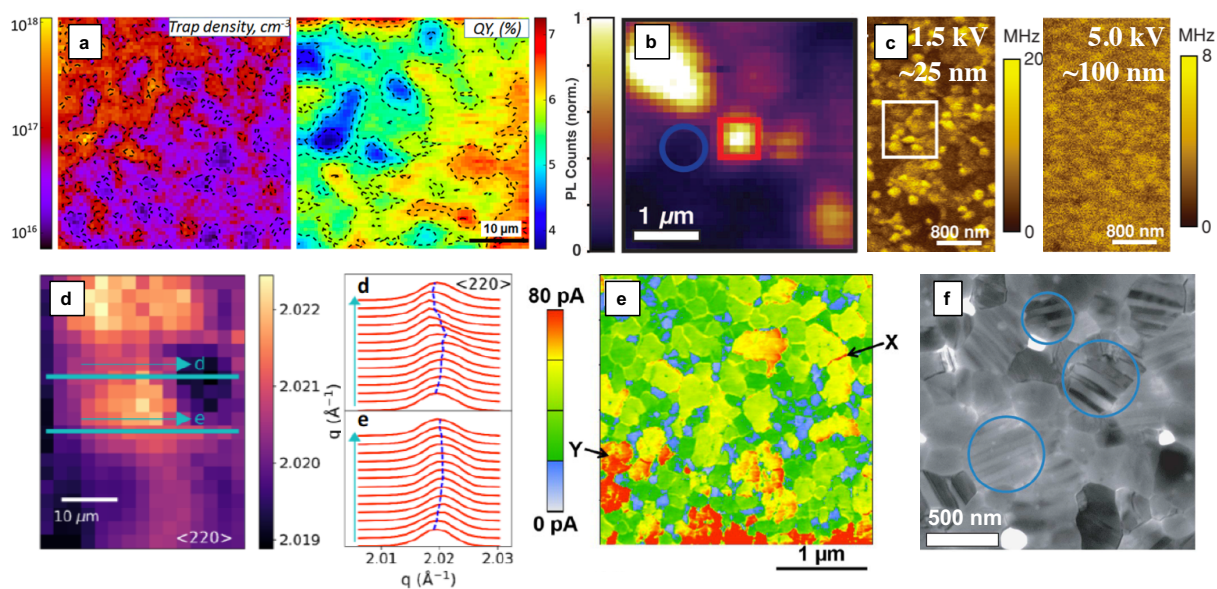 10¹⁸
10¹⁷
10¹⁶
a
Trap density, cm⁻³
QY, (%)
10 µm
7
6
5
4
PL Counts (norm.)
1
0
b
1 µm
c
1.5 kV
~25 nm
800 nm
MHz
20
0
5.0 kV
~100 nm
800 nm
MHz
8
0
d
d
e
10 µm
<220>
2.022
2.021
2.020
2.019
q (Å⁻¹)
d
<220>
e
2.01
2.02
2.03
q (Å⁻¹)
80 pA
0 pA
e
X
Y
1 µm
f
500 nm